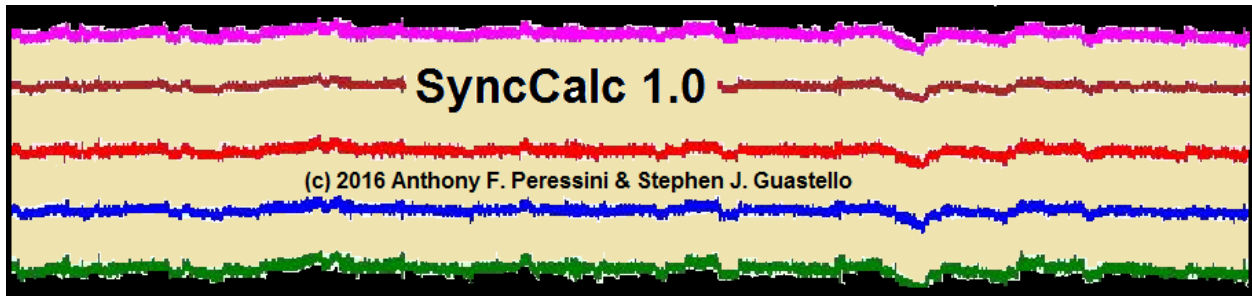 SyncCalc 1.0
(c) 2016 Anthony F. Peressini & Stephen J. Guastello